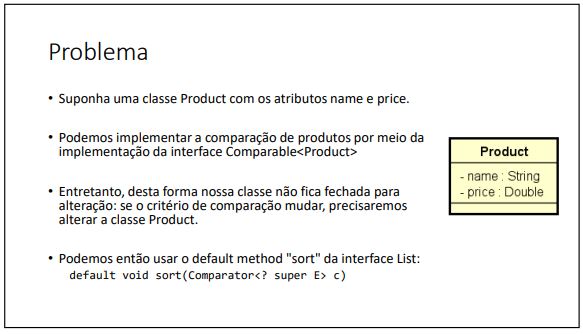 Problema
• Suponha uma classe Product com os atributos name e price.
• Podemos implementar a comparação de produtos por meio da
implementação da interface Comparable<Product>
• Entretanto, desta forma nossa classe não fica fechada para
alteração: se o critério de comparação mudar, precisaremos
alterar a classe Product.
• Podemos então usar o default method "sort" da interface List:
default void sort(Comparator<? super E> c)
Product
- name : String
- price : Double